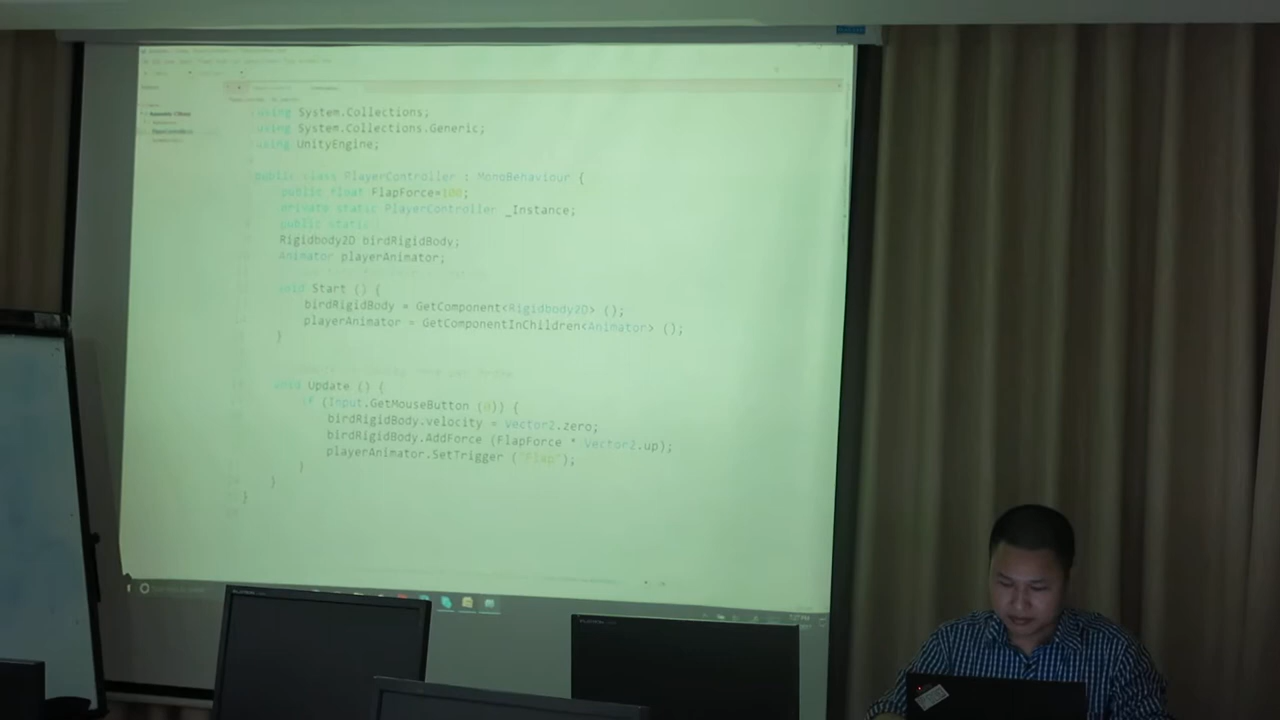 using System.Collections;
using System.Collections.Generic;
using UnityEngine;
public class PlayerController : MonoBehaviour {
public float FlapForce=100;
private static PlayerController _Instance;
public static
Rigidbody2D birdRigidBody;
Animator playerAnimator;
void Start () {
birdRigidBody = GetComponent<Rigidbody2D> ();
playerAnimator = GetComponentInChildren<Animator> ();
}
void Update () {
if (Input.GetMouseButton (0)) {
birdRigidBody.velocity = Vector2.zero;
birdRigidBody.AddForce (FlapForce * Vector2.up);
playerAnimator.SetTrigger ("Flap");
}
}
}